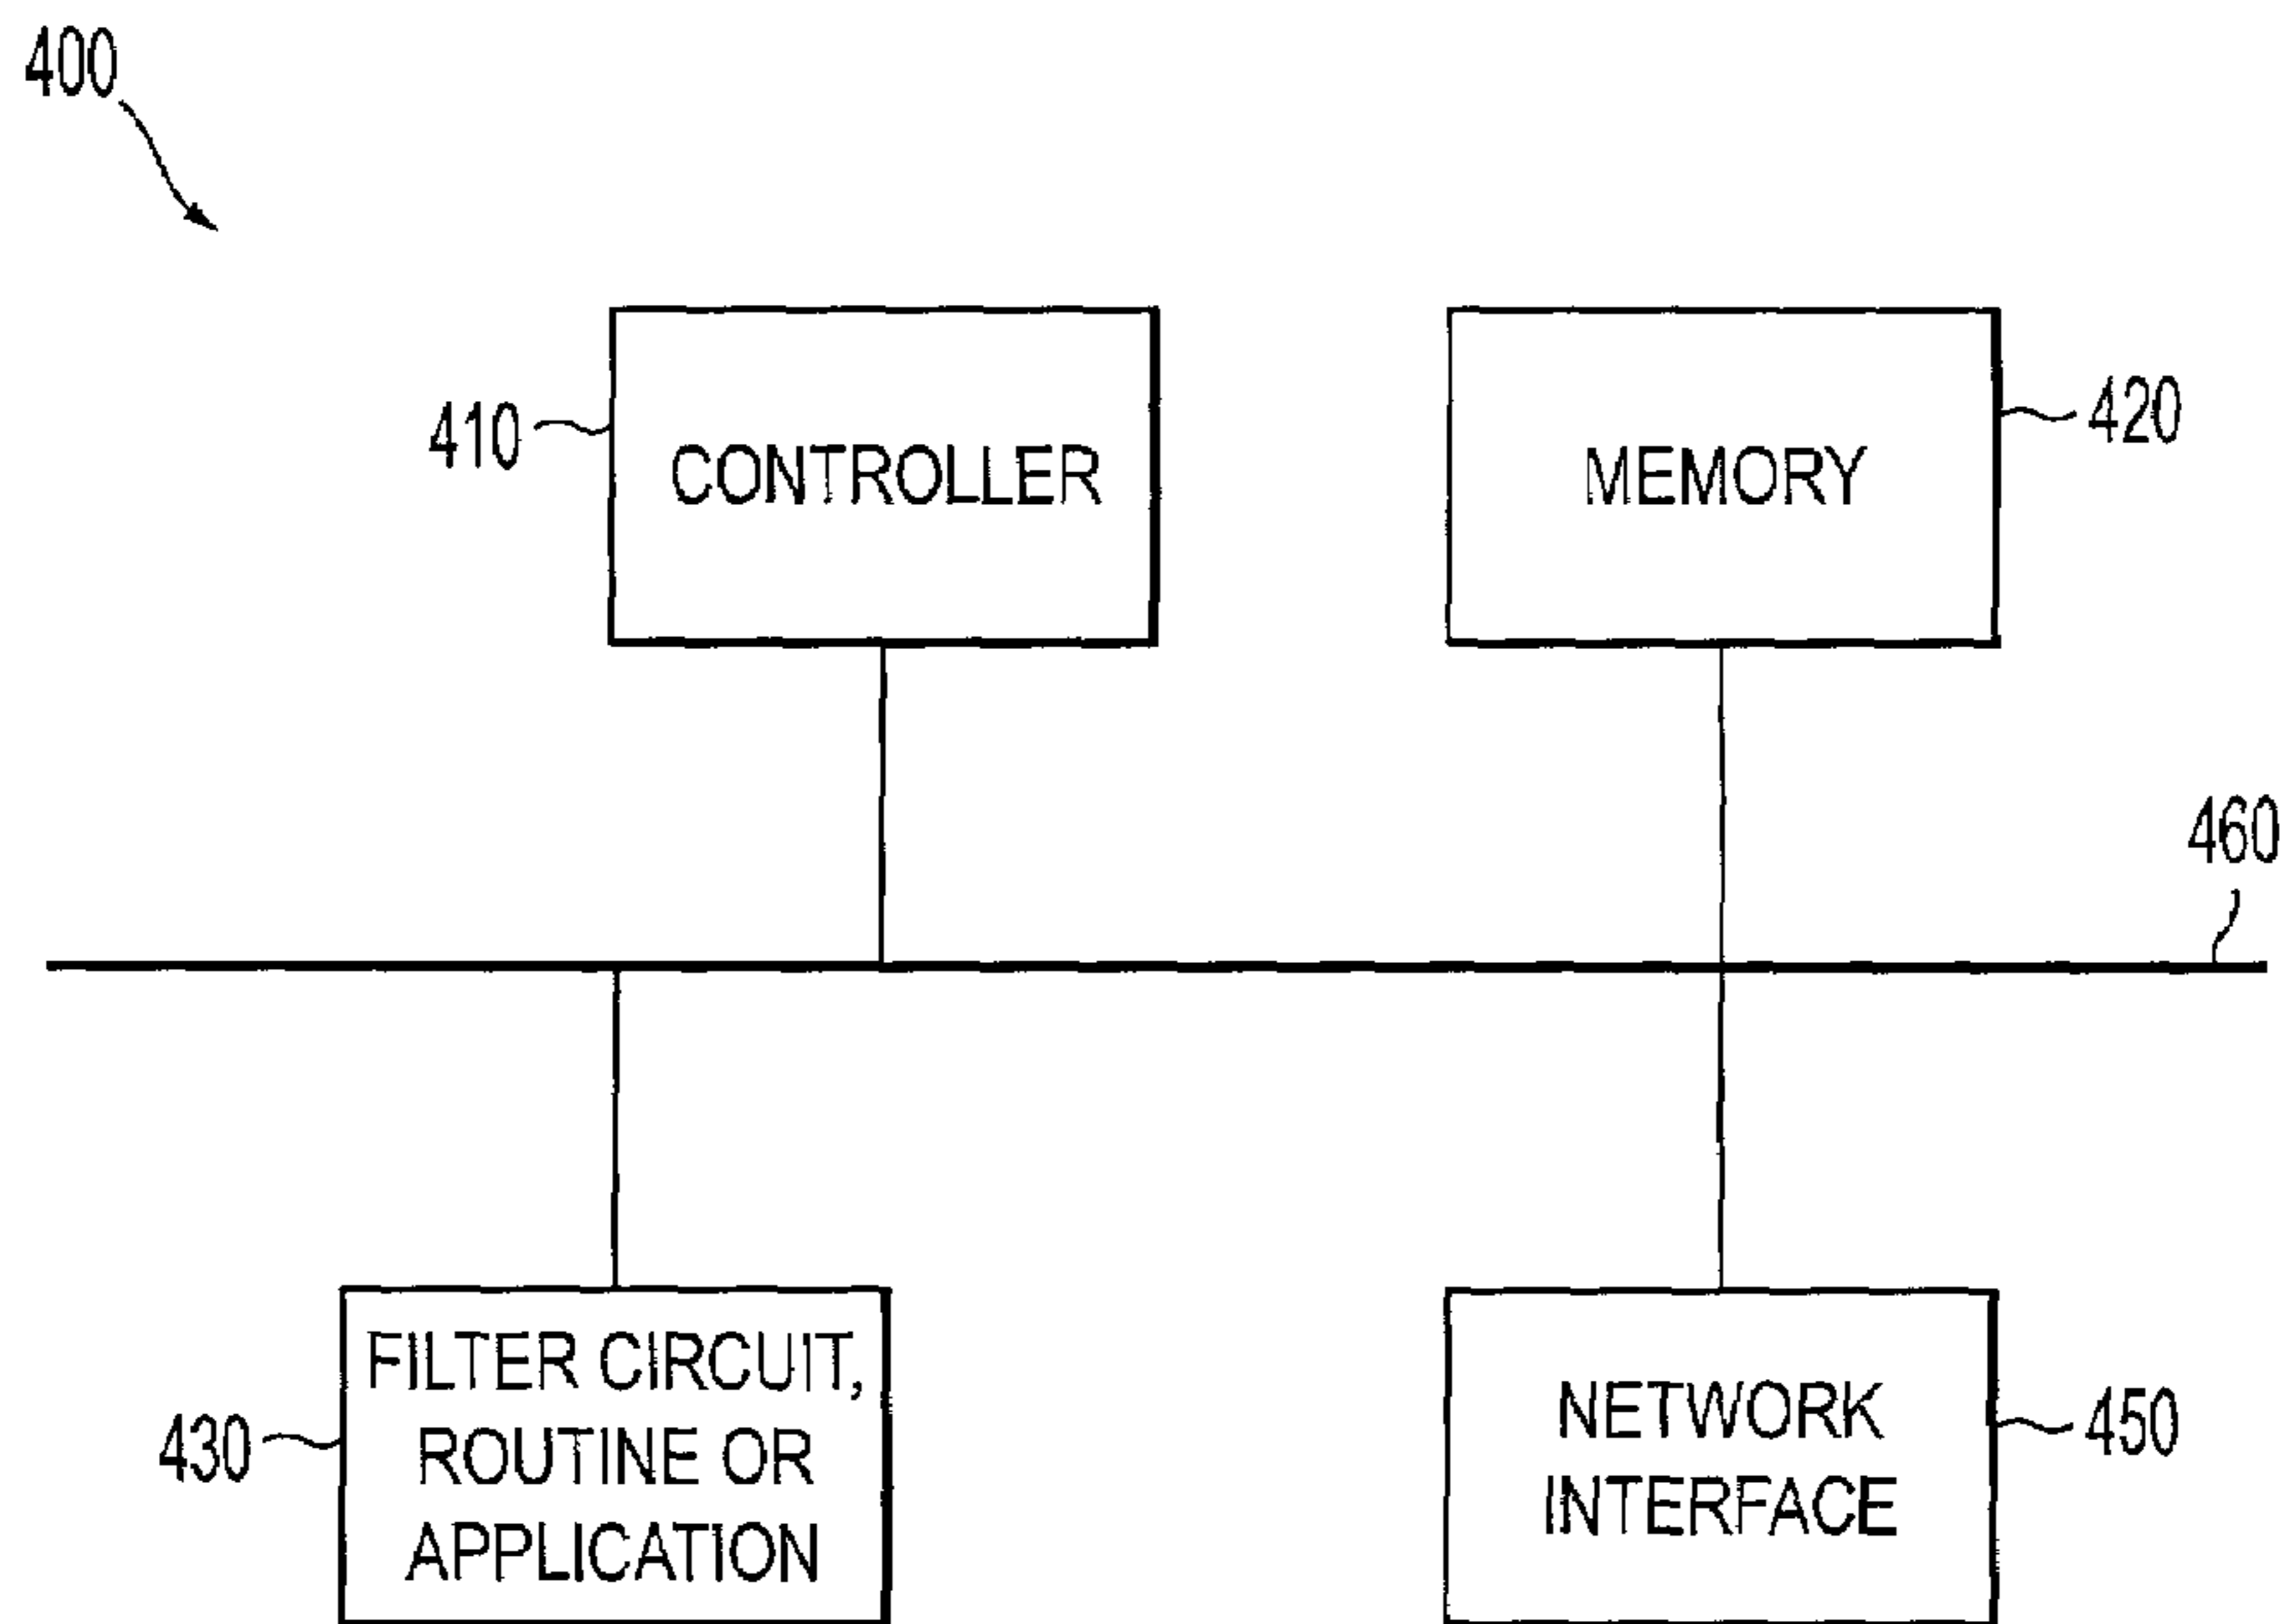 400
410
CONTROLLER
MEMORY
420
460
430
FILTER CIRCUIT,
ROUTINE OR
APPLICATION
NETWORK
INTERFACE
450